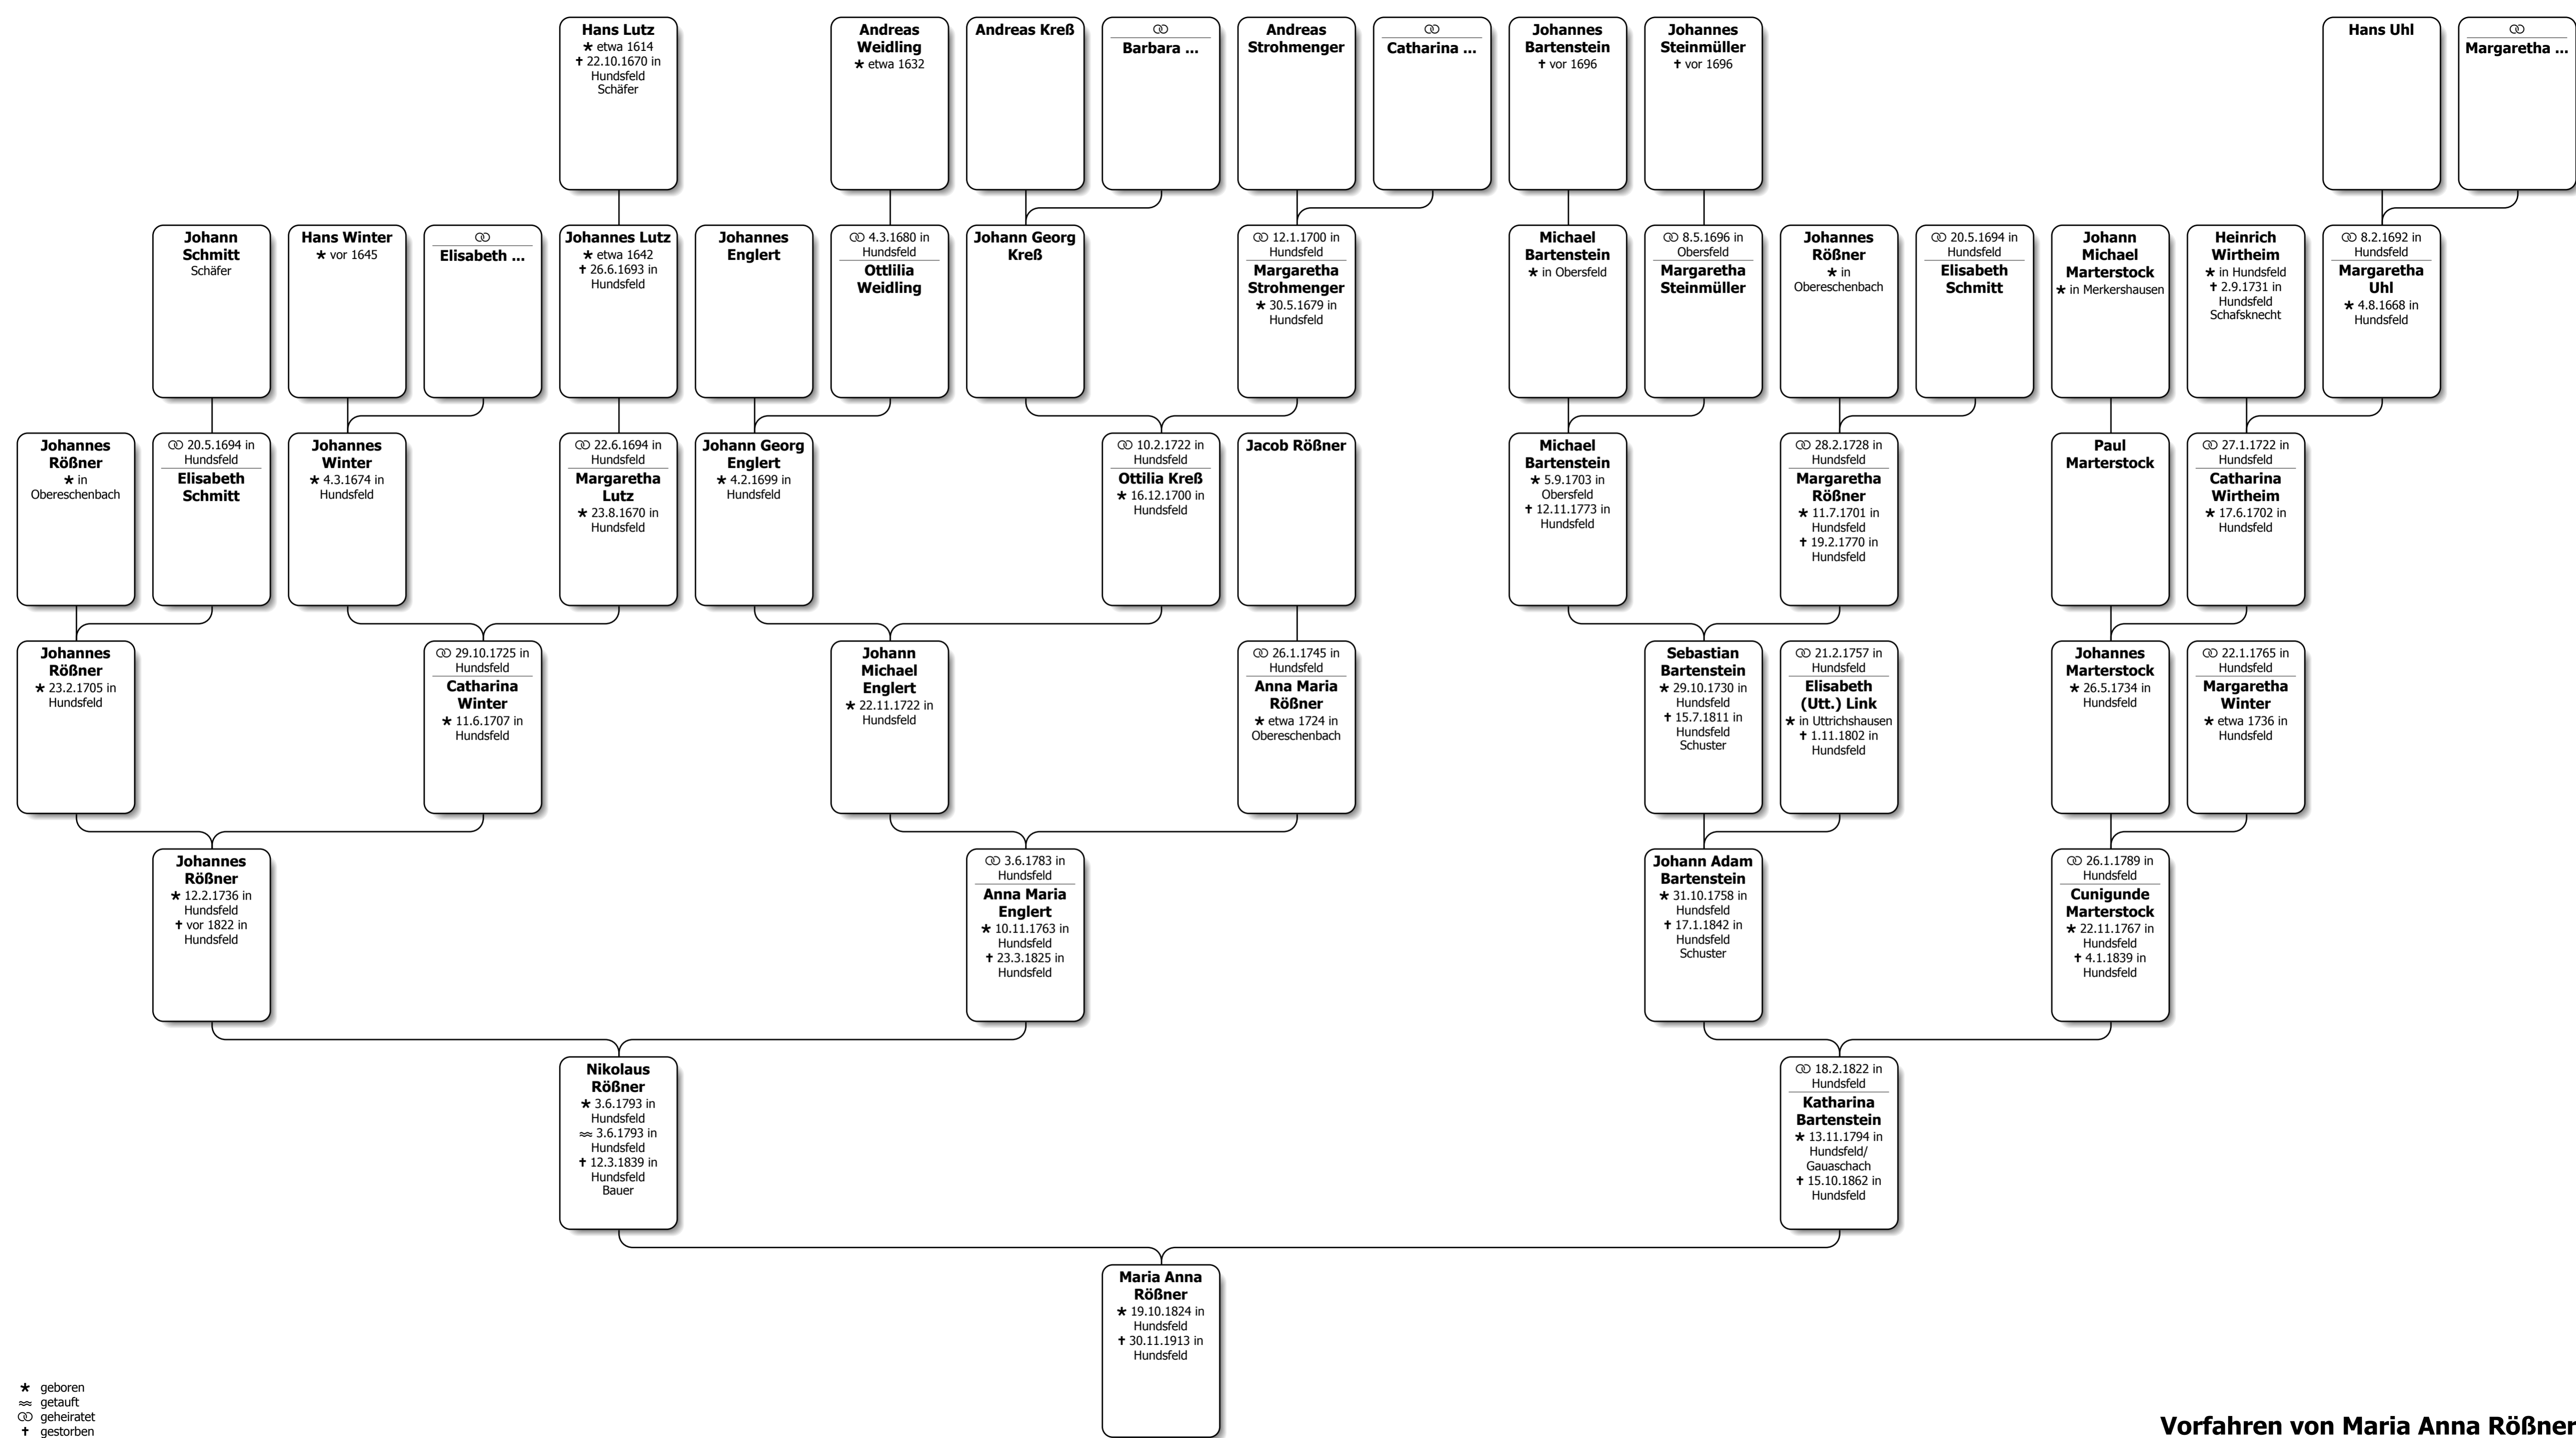 Hans Lutz
★ etwa 1614
✝ 22.10.1670 in
Hundsfeld
Schäfer
Andreas
Weidling
★ etwa 1632
Andreas Kreß
⚭
Barbara ...
Andreas
Strohmenger
⚭
Catharina ...
Johannes
Bartenstein
✝ vor 1696
Johannes
Steinmüller
✝ vor 1696
Hans Uhl
⚭
Margaretha ...
Johann
Schmitt
Schäfer
Hans Winter
★ vor 1645
⚭
Elisabeth ...
Johannes Lutz
★ etwa 1642
✝ 26.6.1693 in
Hundsfeld
Johannes
Englert
⚭ 4.3.1680 in
Hundsfeld
Ottlilia
Weidling
Johann Georg
Kreß
⚭ 12.1.1700 in
Hundsfeld
Margaretha
Strohmenger
★ 30.5.1679 in
Hundsfeld
Michael
Bartenstein
★ in Obersfeld
⚭ 8.5.1696 in
Obersfeld
Margaretha
Steinmüller
Johannes
Rößner
★ in
Obereschenbach
⚭ 20.5.1694 in
Hundsfeld
Elisabeth
Schmitt
Johann
Michael
Marterstock
★ in Merkershausen
Heinrich
Wirtheim
★ in Hundsfeld
✝ 2.9.1731 in
Hundsfeld
Schafsknecht
⚭ 8.2.1692 in
Hundsfeld
Margaretha
Uhl
★ 4.8.1668 in
Hundsfeld
Johannes
Rößner
★ in
Obereschenbach
⚭ 20.5.1694 in
Hundsfeld
Elisabeth
Schmitt
Johannes
Winter
★ 4.3.1674 in
Hundsfeld
⚭ 22.6.1694 in
Hundsfeld
Margaretha
Lutz
★ 23.8.1670 in
Hundsfeld
Johann Georg
Englert
★ 4.2.1699 in
Hundsfeld
⚭ 10.2.1722 in
Hundsfeld
Ottilia Kreß
★ 16.12.1700 in
Hundsfeld
Jacob Rößner
Michael
Bartenstein
★ 5.9.1703 in
Obersfeld
✝ 12.11.1773 in
Hundsfeld
⚭ 28.2.1728 in
Hundsfeld
Margaretha
Rößner
★ 11.7.1701 in
Hundsfeld
✝ 19.2.1770 in
Hundsfeld
Paul
Marterstock
⚭ 27.1.1722 in
Hundsfeld
Catharina
Wirtheim
★ 17.6.1702 in
Hundsfeld
Johannes
Rößner
★ 23.2.1705 in
Hundsfeld
⚭ 29.10.1725 in
Hundsfeld
Catharina
Winter
★ 11.6.1707 in
Hundsfeld
Johann
Michael
Englert
★ 22.11.1722 in
Hundsfeld
⚭ 26.1.1745 in
Hundsfeld
Anna Maria
Rößner
★ etwa 1724 in
Obereschenbach
Sebastian
Bartenstein
★ 29.10.1730 in
Hundsfeld
✝ 15.7.1811 in
Hundsfeld
Schuster
⚭ 21.2.1757 in
Hundsfeld
Elisabeth
(Utt.) Link
★ in Uttrichshausen
✝ 1.11.1802 in
Hundsfeld
Johannes
Marterstock
★ 26.5.1734 in
Hundsfeld
⚭ 22.1.1765 in
Hundsfeld
Margaretha
Winter
★ etwa 1736 in
Hundsfeld
Johannes
Rößner
★ 12.2.1736 in
Hundsfeld
✝ vor 1822 in
Hundsfeld
⚭ 3.6.1783 in
Hundsfeld
Anna Maria
Englert
★ 10.11.1763 in
Hundsfeld
✝ 23.3.1825 in
Hundsfeld
Johann Adam
Bartenstein
★ 31.10.1758 in
Hundsfeld
✝ 17.1.1842 in
Hundsfeld
Schuster
⚭ 26.1.1789 in
Hundsfeld
Cunigunde
Marterstock
★ 22.11.1767 in
Hundsfeld
✝ 4.1.1839 in
Hundsfeld
Nikolaus
Rößner
★ 3.6.1793 in
Hundsfeld
≈ 3.6.1793 in
Hundsfeld
✝ 12.3.1839 in
Hundsfeld
Bauer
⚭ 18.2.1822 in
Hundsfeld
Katharina
Bartenstein
★ 13.11.1794 in
Hundsfeld/
Gauaschach
✝ 15.10.1862 in
Hundsfeld
Maria Anna
Rößner
★ 19.10.1824 in
Hundsfeld
✝ 30.11.1913 in
Hundsfeld
★ geboren
≈ getauft
⚭ geheiratet
✝ gestorben
Vorfahren von Maria Anna Rößner